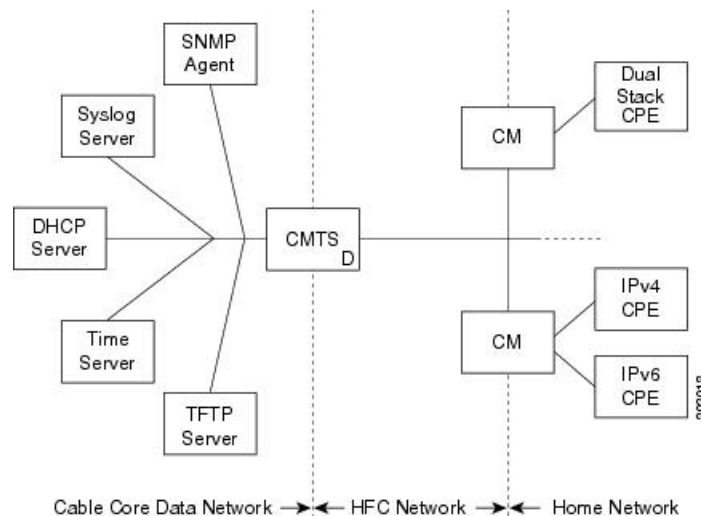 SNMP
Agent
Syslog
Server
DHCP
Server
Time
Server
TFTP
Server
CMTS
D
CM
Dual
Stack
CPE
CM
IPv4
CPE
IPv6
CPE
Cable Core Data Network
HFC Network
Home Network